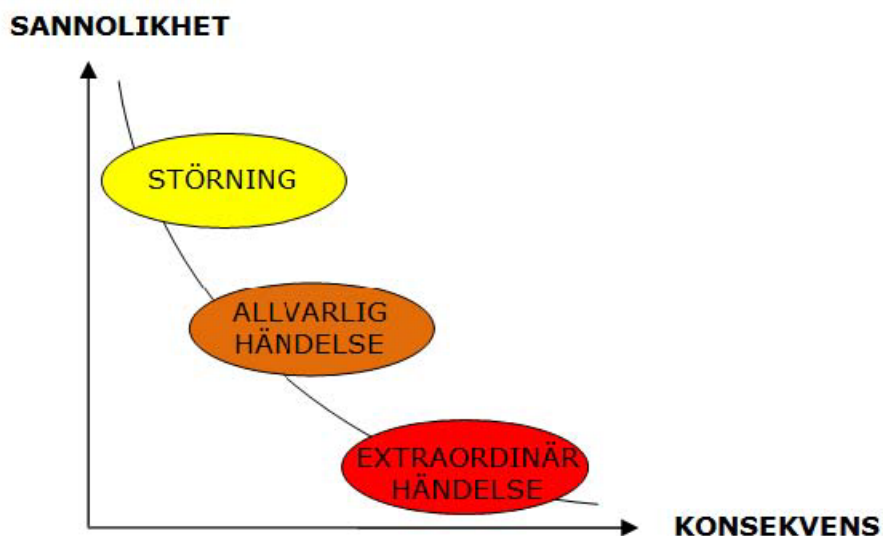 SANNOLIKHET
STÖRNING
ALLVARLIG
HÄNDELSE
EXTRAORDINÄR
HÄNDELSE
KONSEKVENS